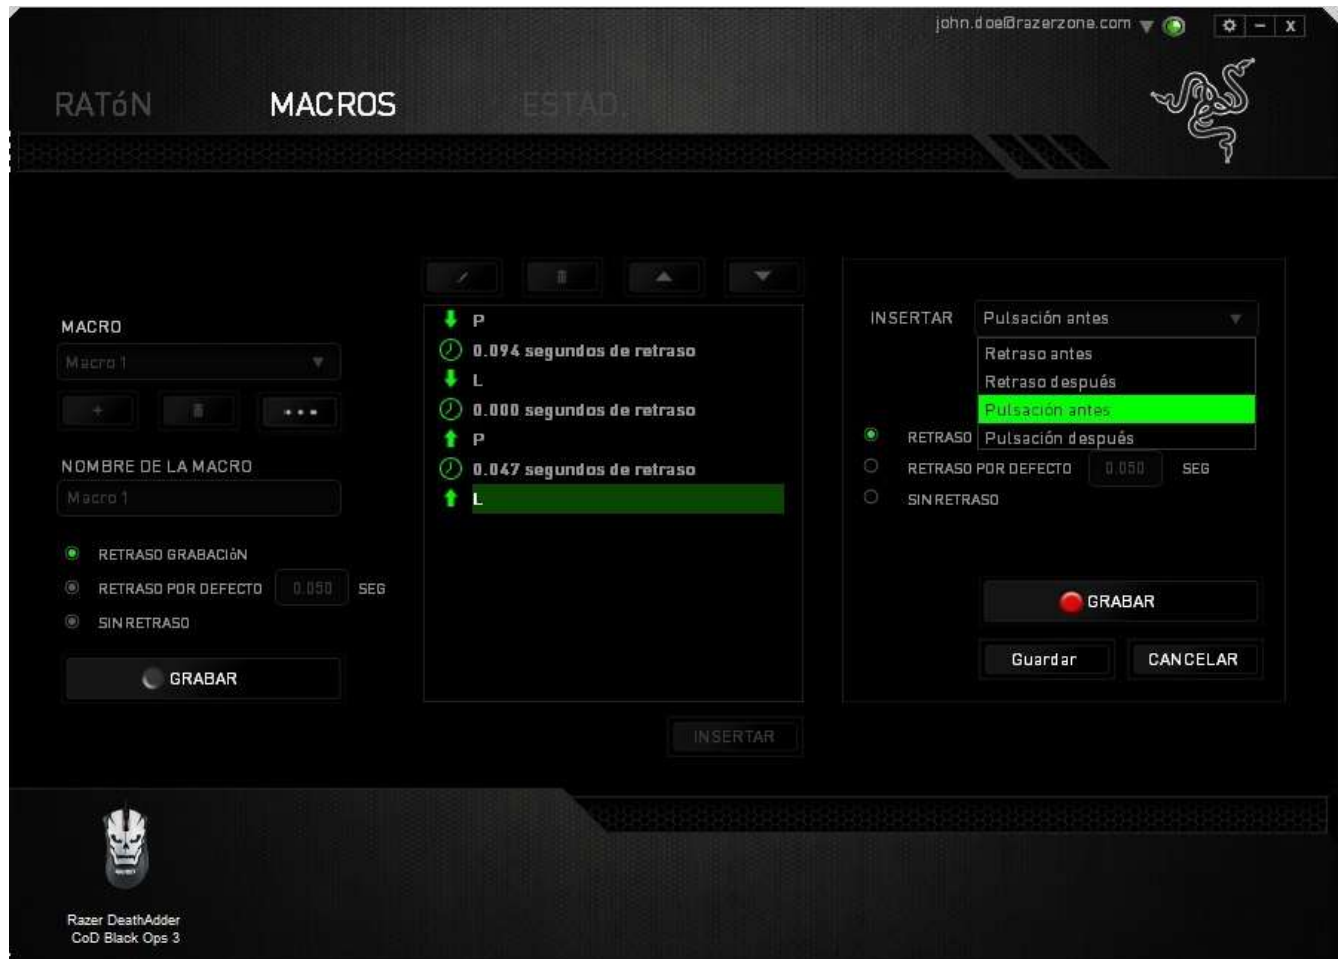 john.doe@razerzone.com
X
RATóN
MACROS
ESTAD.
MACRO
Macro 1
NOMBRE DE LA MACRO
Macro 1
RETRASO GRABACIóN
RETRASO POR DEFECTO 0.050 SEG
SIN RETRASO
GRABAR
P
0.094 segundos de retraso
L
0.000 segundos de retraso
P
0.047 segundos de retraso
L
INSERTAR
INSERTAR Pulsación antes
Retraso antes
Retraso después
Pulsación antes
Pulsación después
RETRASO
RETRASO POR DEFECTO 0.050 SEG
SIN RETRASO
GRABAR
Guardar
CANCELAR
Razer DeathAdder
CoD Black Ops 3